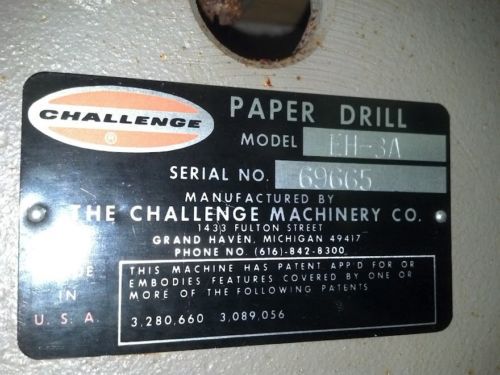 CHALLENGE
®
PAPER DRILL
MODEL EH-3A
SERIAL NO. 69665
MANUFACTURED BY
THE CHALLENGE MACHINERY CO.
1433 FULTON STREET
GRAND HAVEN, MICHIGAN 49417
PHONE NO. (616)-842-8300
IN
U. S. A.
THIS MACHINE HAS PATENT APP'D FOR OR
EMBODIES FEATURES COVERED BY ONE OR
MORE OF THE FOLLOWING PATENTS
3,280,660 3,089,056